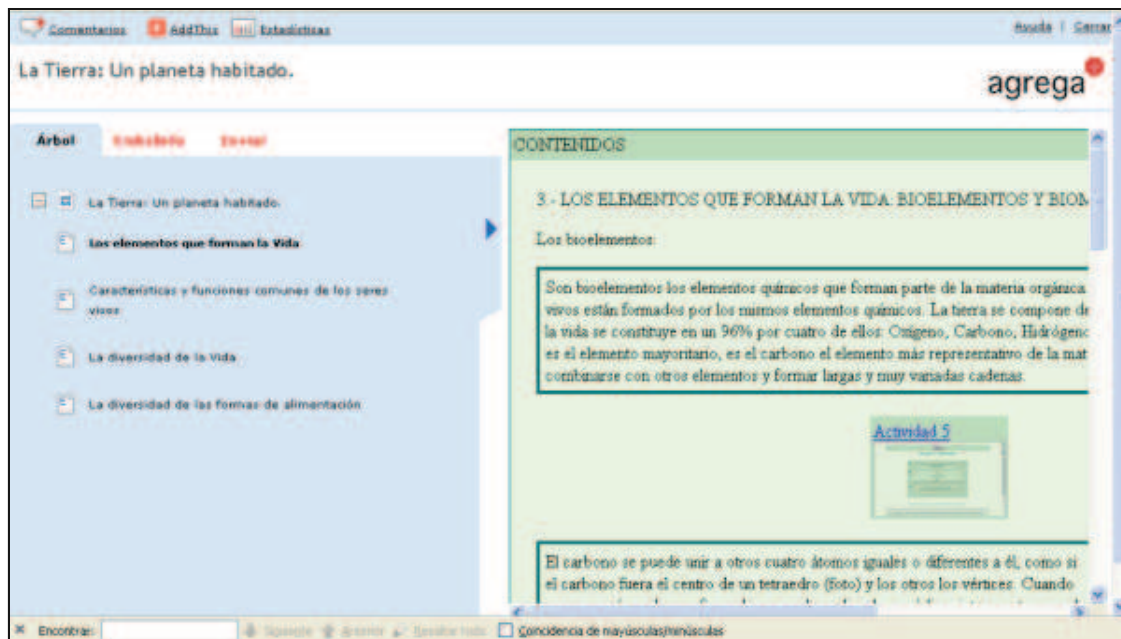 Comentarios AddThis Estadísticas Ayuda | Cerrar
La Tierra: Un planeta habitado.
agrega
Árbol
La Tierra: Un planeta habitado.
Los elementos que forman la Vida
Características y funciones comunes de los seres
vivos
La diversidad de la Vida
La diversidad de las formas de alimentación
CONTENIDOS
3.- LOS ELEMENTOS QUE FORMAN LA VIDA: BIOELEMENTOS Y BIOM
Los bioelementos:
Son bioelementos los elementos químicos que forman parte de la materia orgánica.
vivos están formados por los mismos elementos químicos. La tierra se compone de
la vida se constituye en un 96% por cuatro de ellos: Oxígeno, Carbono, Hidrógeno
es el elemento mayoritario, es el carbono el elemento más representativo de la mat
combinarse con otros elementos y formar largas y muy variadas cadenas.
Actividad 5
El carbono se puede unir a otros cuatro átomos iguales o diferentes a él, como si
el carbono fuera el centro de un tetraedro (foto) y los otros los vértices. Cuando
Encontrar: Siguiente Anterior Resaltar todo Coincidencia de mayúsculas/minúsculas